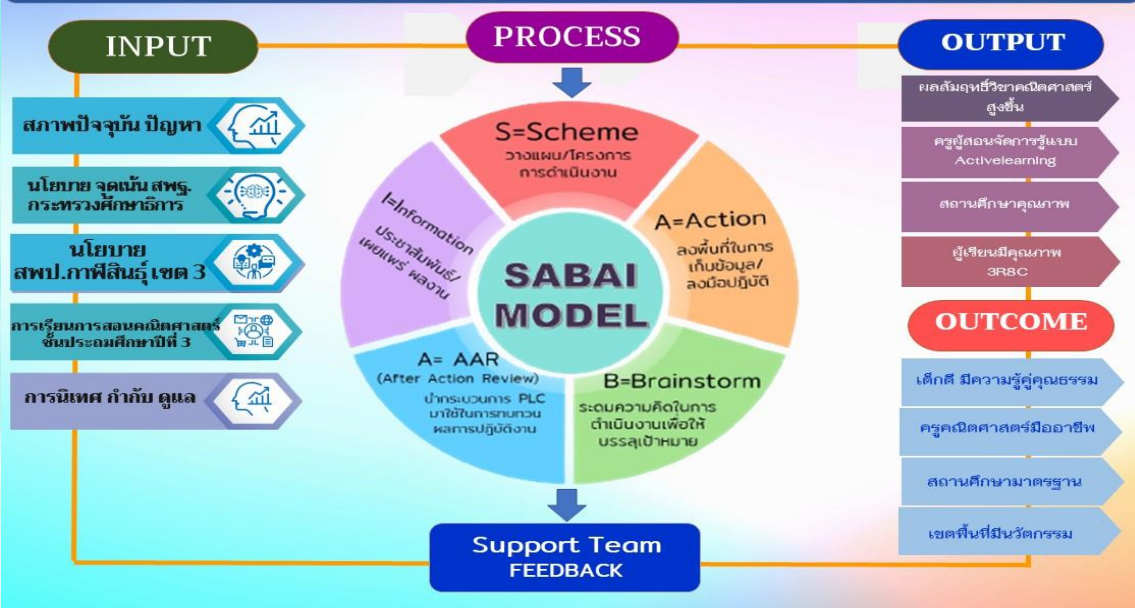 INPUT
สภาพปัจจุบัน ปัญหา
นโยบาย จุดเน้น สพฐ.
กระทรวงศึกษาธิการ
นโยบาย
สพป.กาฬสินธุ์ เขต 3
การเรียนการสอนคณิตศาสตร์
ชั้นประถมศึกษาปีที่ 3
การนิเทศ กำกับ ดูแล
PROCESS
S=Scheme
วางแผน/โครงการ
การดำเนินงาน
A=Action
ลงพื้นที่ในการ
เก็บข้อมูล/
ลงมือปฏิบัติ
B=Brainstorm
ระดมความคิดในการ
ดำเนินงานเพื่อให้
บรรลุเป้าหมาย
A= AAR
(After Action Review)
นำกระบวนการ PLC
มาใช้ในการทบทวน
ผลการปฏิบัติงาน
I=Information
ประชาสัมพันธ์/
เผยแพร่ ผลงาน
SABAI
MODEL
Support Team
FEEDBACK
OUTPUT
ผลสัมฤทธิ์วิชาคณิตศาสตร์
สูงขึ้น
ครูผู้สอนจัดการรู้แบบ
Activelearning
สถานศึกษาคุณภาพ
ผู้เรียนมีคุณภาพ
3R8C
OUTCOME
เด็กดี มีความรู้คู่คุณธรรม
ครูคณิตศาสตร์มืออาชีพ
สถานศึกษามาตรฐาน
เขตพื้นที่มีนวัตกรรม